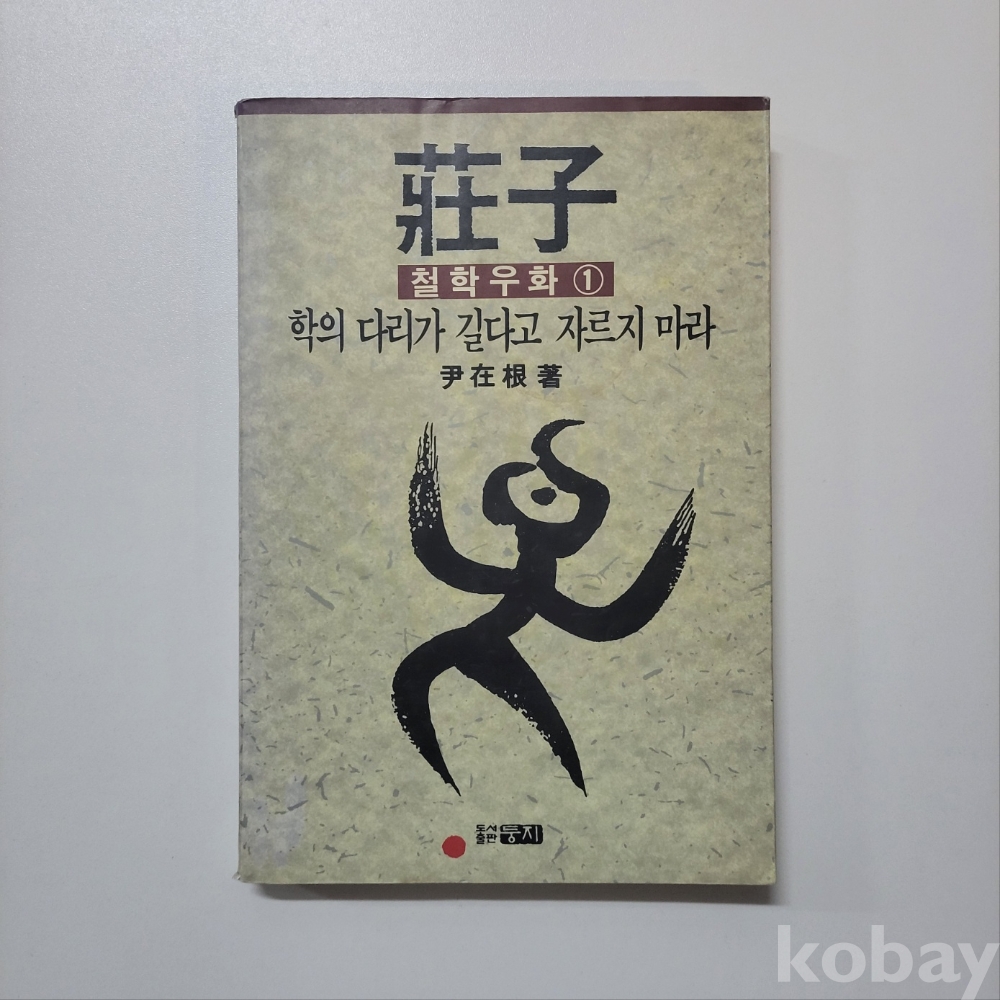 莊子
철학우화 ①
학의 다리가 길다고 자르지 마라
尹在根 著
도서출판 둥지
kobay